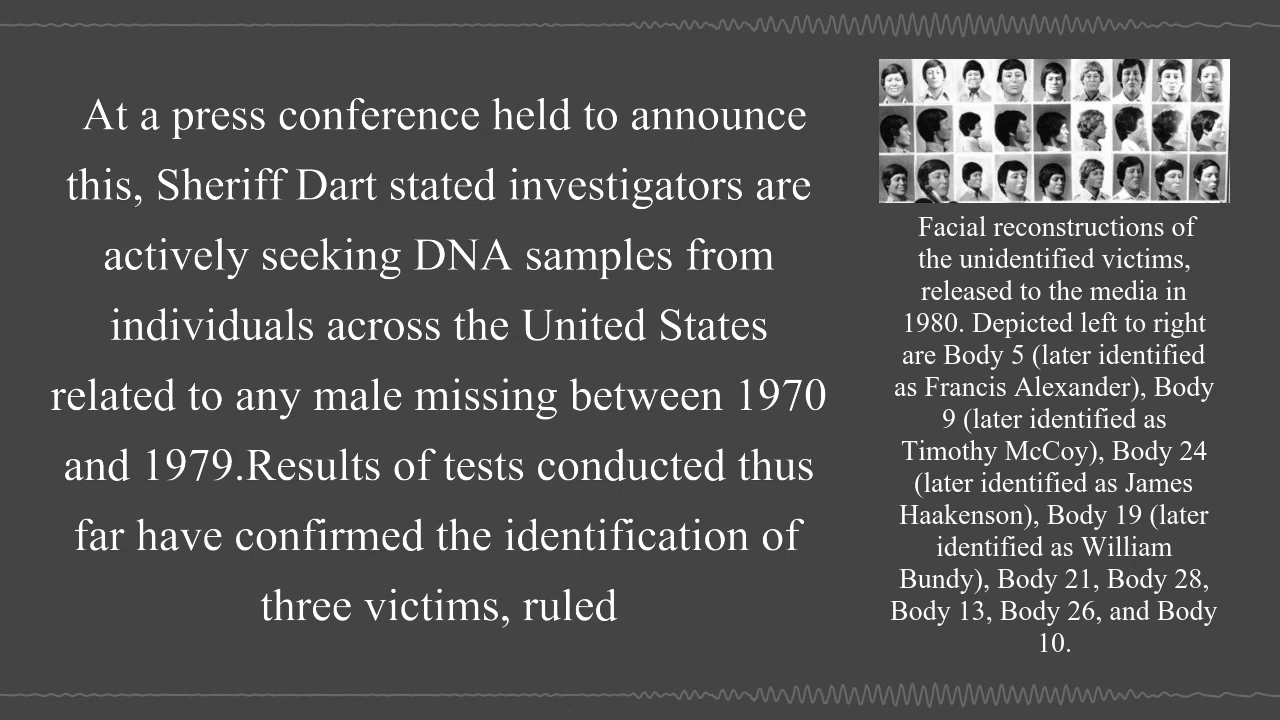 At a press conference held to announce
this, Sheriff Dart stated investigators are
actively seeking DNA samples from
individuals across the United States
related to any male missing between 1970
and 1979.Results of tests conducted thus
far have confirmed the identification of
three victims, ruled
Facial reconstructions of
the unidentified victims,
released to the media in
1980. Depicted left to right
are Body 5 (later identified
as Francis Alexander), Body
9 (later identified as
Timothy McCoy), Body 24
(later identified as James
Haakenson), Body 19 (later
identified as William
Bundy), Body 21, Body 28,
Body 13, Body 26, and Body
10.